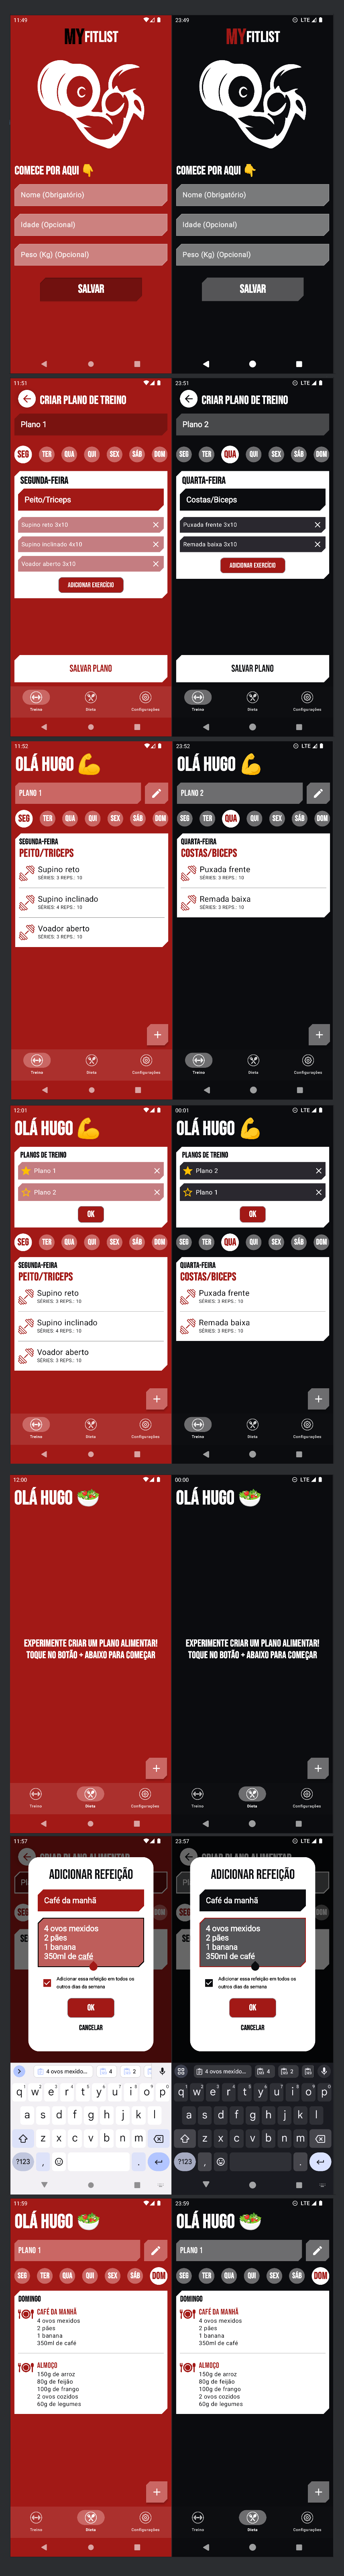 11:49
MYFITLIST
COMECE POR AQUI 👇
Nome (Obrigatório)
Idade (Opcional)
Peso (Kg) (Opcional)
SALVAR
23:49
LTE
MYFITLIST
COMECE POR AQUI 👇
Nome (Obrigatório)
Idade (Opcional)
Peso (Kg) (Opcional)
SALVAR
11:51
CRIAR PLANO DE TREINO
Plano 1
SEG TER QUA QUI SEX SÁB DOM
SEGUNDA-FEIRA
Peito/Triceps
Supino reto 3x10
Supino inclinado 4x10
Voador aberto 3x10
ADICIONAR EXERCÍCIO
SALVAR PLANO
Treino Dieta Configurações
23:51
LTE
CRIAR PLANO DE TREINO
Plano 2
SEG TER QUA QUI SEX SÁB DOM
QUARTA-FEIRA
Costas/Biceps
Puxada frente 3x10
Remada baixa 3x10
ADICIONAR EXERCÍCIO
SALVAR PLANO
Treino Dieta Configurações
11:52
OLÁ HUGO 💪
PLANO 1
SEG TER QUA QUI SEX SÁB DOM
SEGUNDA-FEIRA
PEITO/TRICEPS
Supino reto
SÉRIES: 3 REPS.: 10
Supino inclinado
SÉRIES: 4 REPS.: 10
Voador aberto
SÉRIES: 3 REPS.: 10
+
Treino Dieta Configurações
23:52
LTE
OLÁ HUGO 💪
PLANO 2
SEG TER QUA QUI SEX SÁB DOM
QUARTA-FEIRA
COSTAS/BICEPS
Puxada frente
SÉRIES: 3 REPS.: 10
Remada baixa
SÉRIES: 3 REPS.: 10
+
Treino Dieta Configurações
12:01
OLÁ HUGO 💪
PLANOS DE TREINO
Plano 1
Plano 2
OK
SEG TER QUA QUI SEX SÁB DOM
SEGUNDA-FEIRA
PEITO/TRICEPS
Supino reto
SÉRIES: 3 REPS.: 10
Supino inclinado
SÉRIES: 4 REPS.: 10
Voador aberto
SÉRIES: 3 REPS.: 10
+
Treino Dieta Configurações
00:01
LTE
OLÁ HUGO 💪
PLANOS DE TREINO
Plano 2
Plano 1
OK
SEG TER QUA QUI SEX SÁB DOM
QUARTA-FEIRA
COSTAS/BICEPS
Puxada frente
SÉRIES: 3 REPS.: 10
Remada baixa
SÉRIES: 3 REPS.: 10
+
Treino Dieta Configurações
12:00
OLÁ HUGO 🥗
EXPERIMENTE CRIAR UM PLANO ALIMENTAR!
TOQUE NO BOTÃO + ABAIXO PARA COMEÇAR
+
Treino Dieta Configurações
00:00
LTE
OLÁ HUGO 🥗
EXPERIMENTE CRIAR UM PLANO ALIMENTAR!
TOQUE NO BOTÃO + ABAIXO PARA COMEÇAR
+
Treino Dieta Configurações
11:57
CRIAR PLANO ALIMENTAR
ADICIONAR REFEIÇÃO
Café da manhã
4 ovos mexidos
2 pães
1 banana
350ml de café
Adicionar essa refeição em todos os
outros dias da semana
OK
CANCELAR
4 ovos mexido... 4 2
q w e r t y u i o p
a s d f g h j k l
z x c v b n m
?123 , .
23:57
LTE
CRIAR PLANO ALIMENTAR
ADICIONAR REFEIÇÃO
Café da manhã
4 ovos mexidos
2 pães
1 banana
350ml de café
Adicionar essa refeição em todos os
outros dias da semana
OK
CANCELAR
4 ovos mexido... 4 2
q w e r t y u i o p
a s d f g h j k l
z x c v b n m
?123 , .
11:59
OLÁ HUGO 🥗
PLANO 1
SEG TER QUA QUI SEX SÁB DOM
DOMINGO
CAFÉ DA MANHÃ
4 ovos mexidos
2 pães
1 banana
350ml de café
ALMOÇO
150g de arroz
80g de feijão
100g de frango
2 ovos cozidos
60g de legumes
+
Treino Dieta Configurações
23:59
LTE
OLÁ HUGO 🥗
PLANO 1
SEG TER QUA QUI SEX SÁB DOM
DOMINGO
CAFÉ DA MANHÃ
4 ovos mexidos
2 pães
1 banana
350ml de café
ALMOÇO
150g de arroz
80g de feijão
100g de frango
2 ovos cozidos
60g de legumes
+
Treino Dieta Configurações